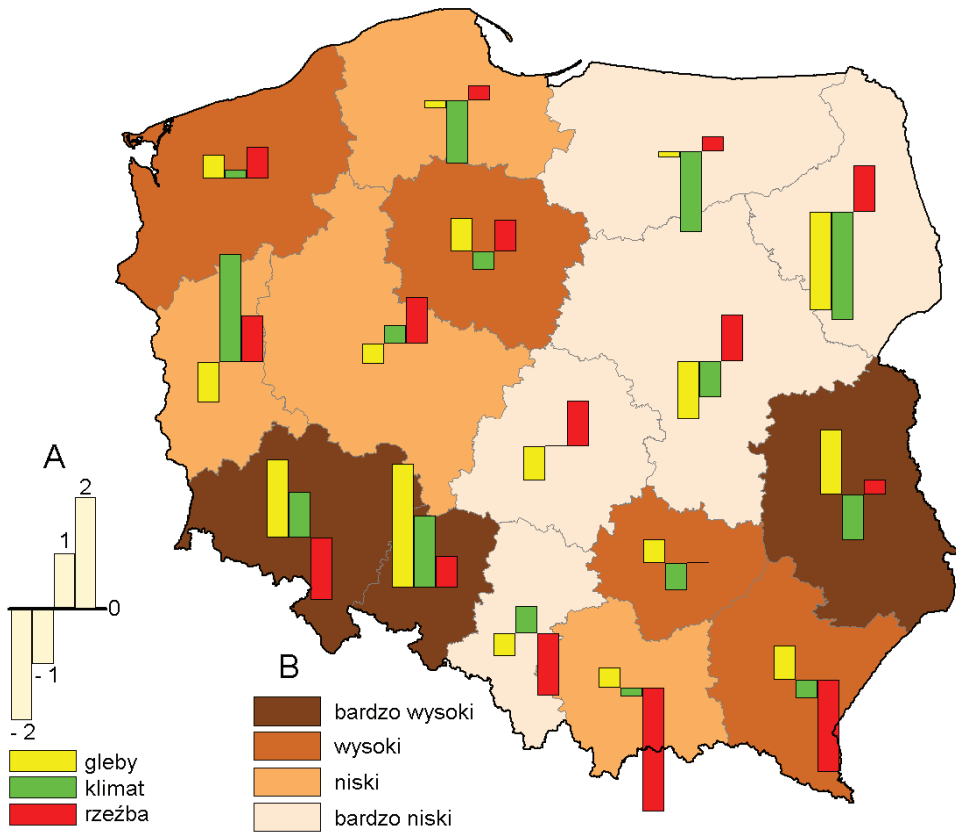 A
2
1
0
- 1
- 2
gleby
klimat
rzeźba
B
bardzo wysoki
wysoki
niski
bardzo niski